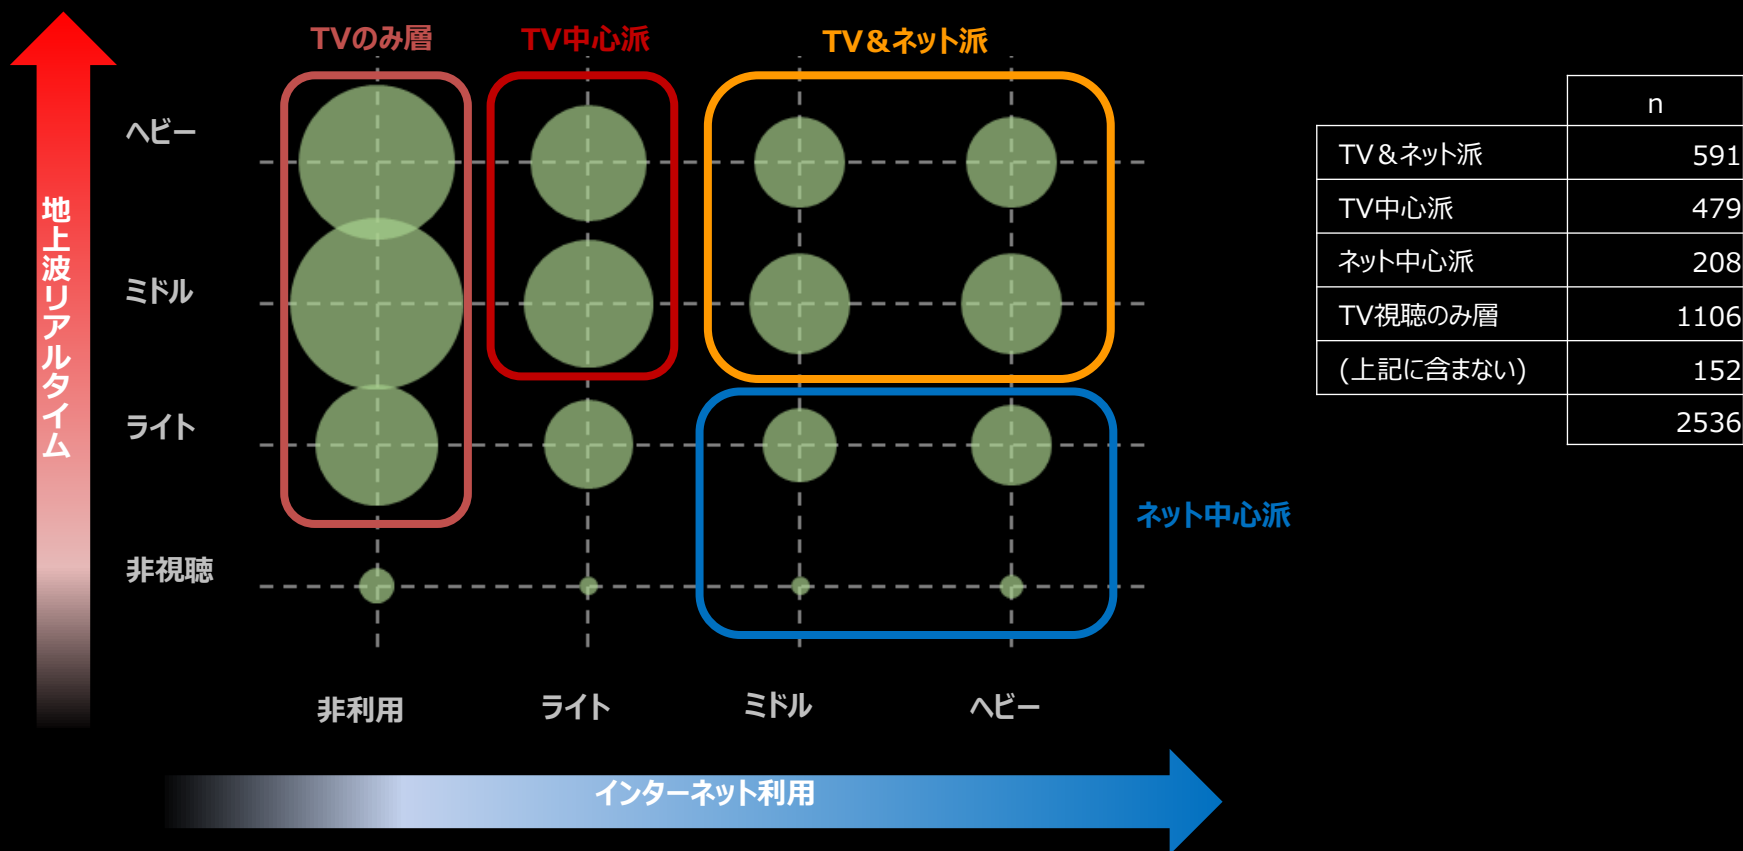 TVのみ層
TV中心派
TV&ネット派
ヘビー
ミドル
ライト
非視聴
地上波リアルタイム
ネット中心派
非利用
ライト
ミドル
ヘビー
インターネット利用
n
TV&ネット派 591
TV中心派 479
ネット中心派 208
TV視聴のみ層 1106
(上記に含まない) 152
2536